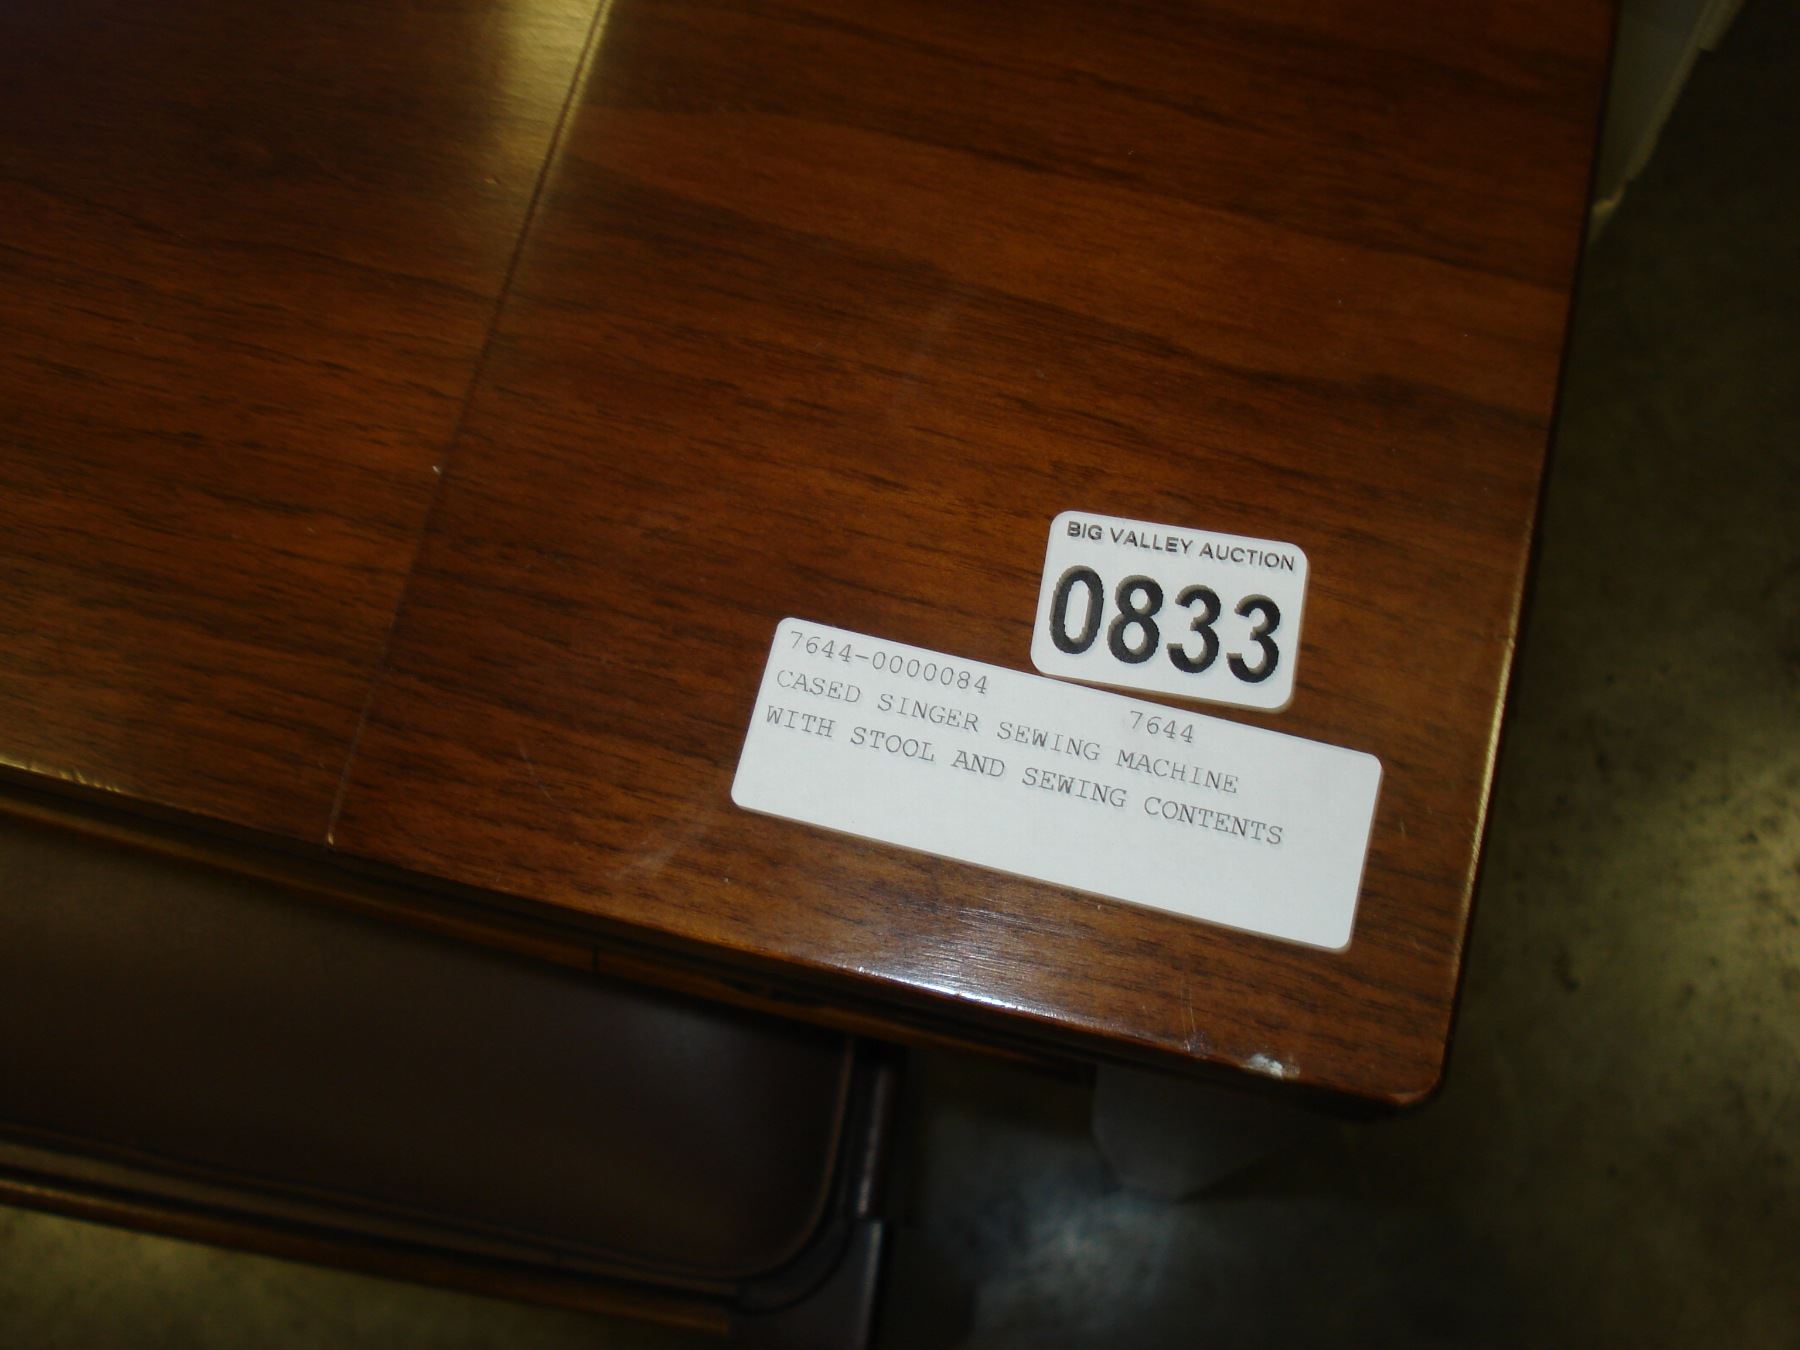 BIG VALLEY AUCTION
0833
7644-0000084 7644
CASED SINGER SEWING MACHINE
WITH STOOL AND SEWING CONTENTS